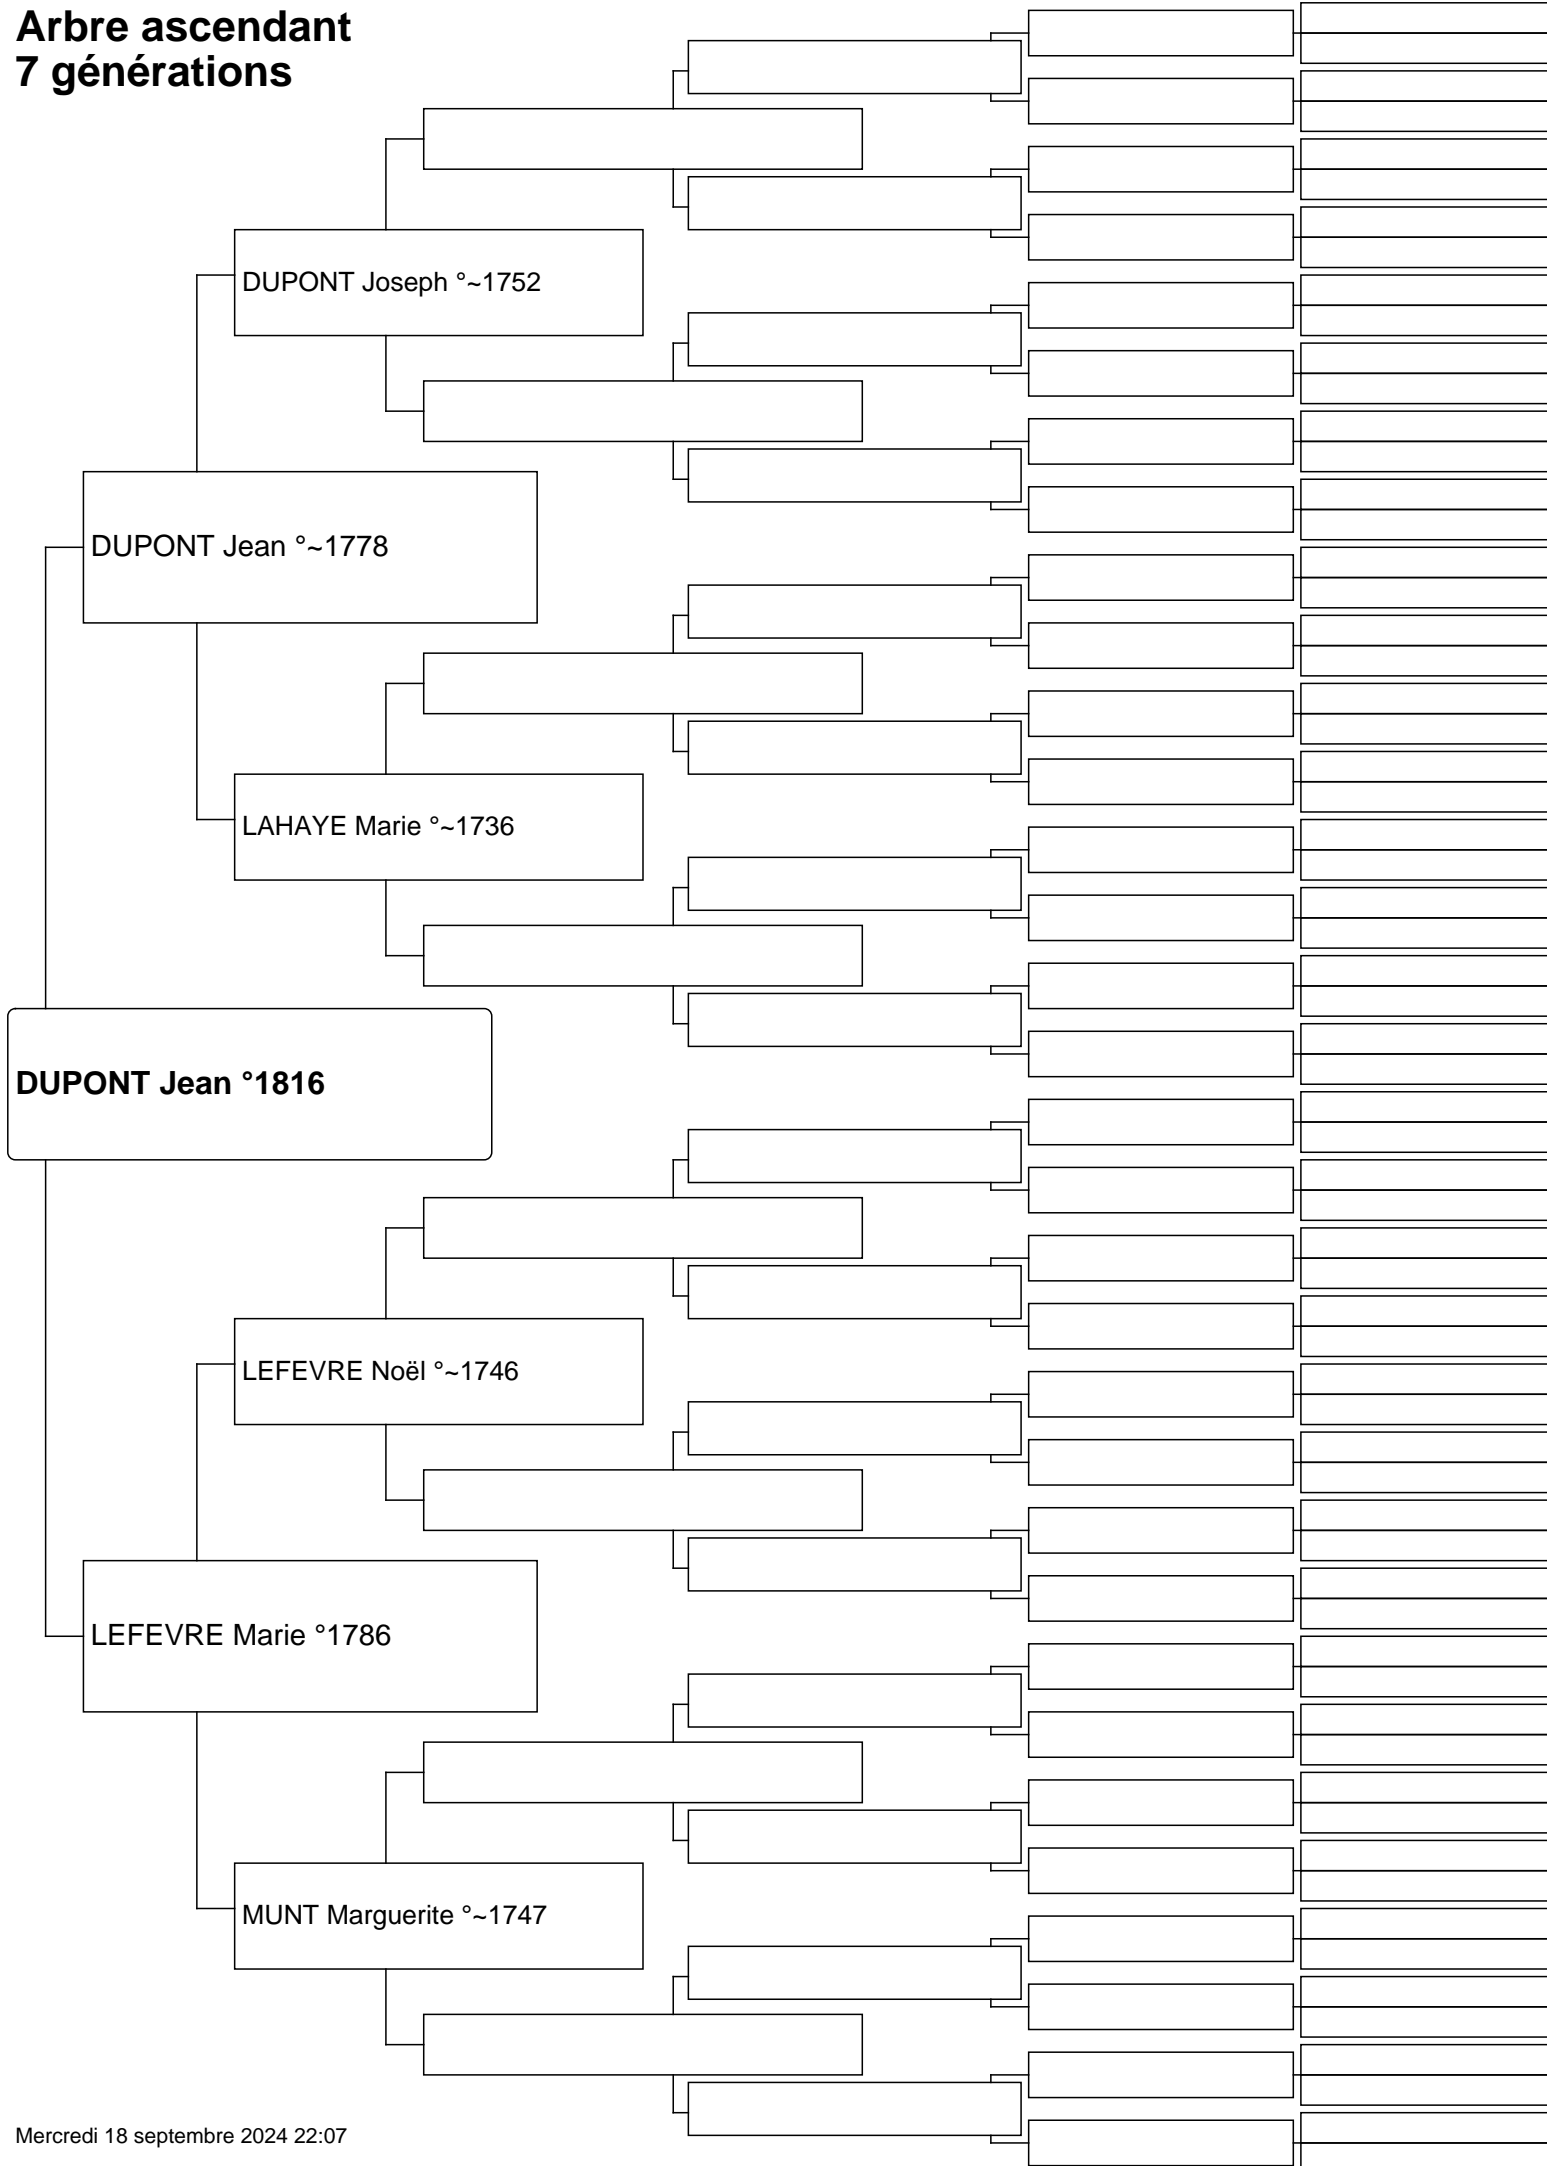 Arbre ascendant
7 générations
DUPONT Joseph °~1752
DUPONT Jean °~1778
LAHAYE Marie °~1736
DUPONT Jean °1816
LEFEVRE Noël °~1746
LEFEVRE Marie °1786
MUNT Marguerite °~1747
Mercredi 18 septembre 2024 22:07